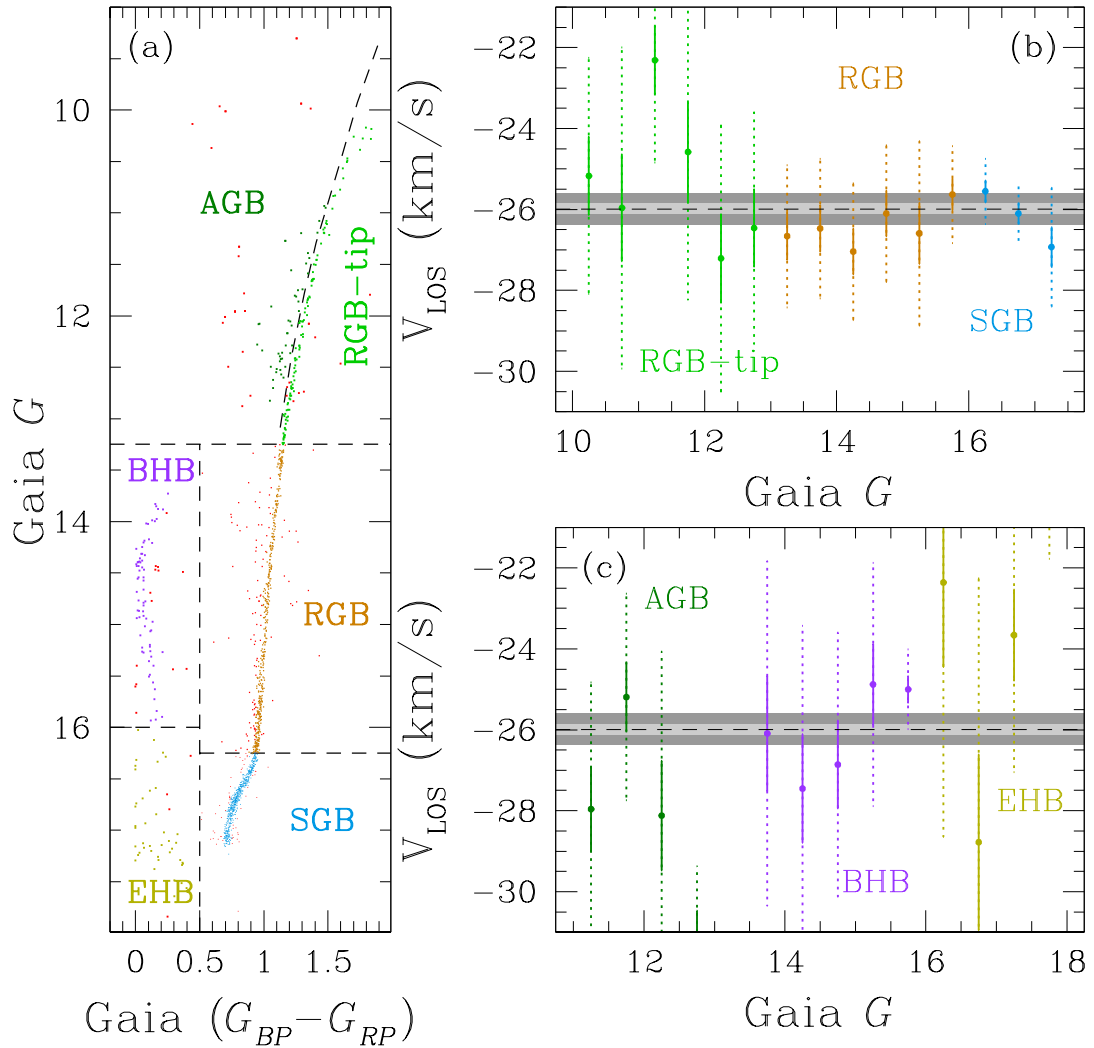 (a)
AGB
RGB-tip
BHB
RGB
SGB
EHB
10
12
14
16
Gaia G
0
0.5
1
1.5
Gaia (G_BP−G_RP)
(b)
RGB
RGB-tip
SGB
−22
−24
−26
−28
−30
V_LOS (km/s)
10
12
14
16
Gaia G
(c)
AGB
BHB
EHB
−22
−24
−26
−28
−30
V_LOS (km/s)
12
14
16
18
Gaia G